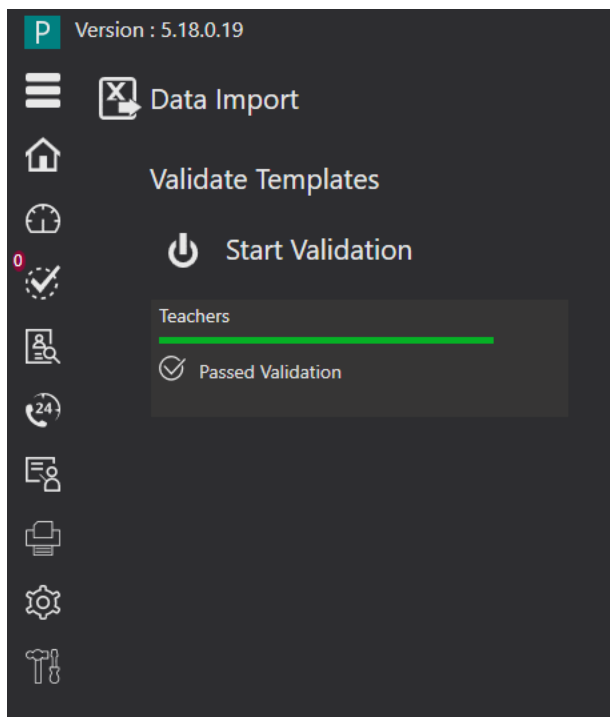 P Version : 5.18.0.19
X Data Import
Validate Templates
Start Validation
0
Teachers
Passed Validation
24